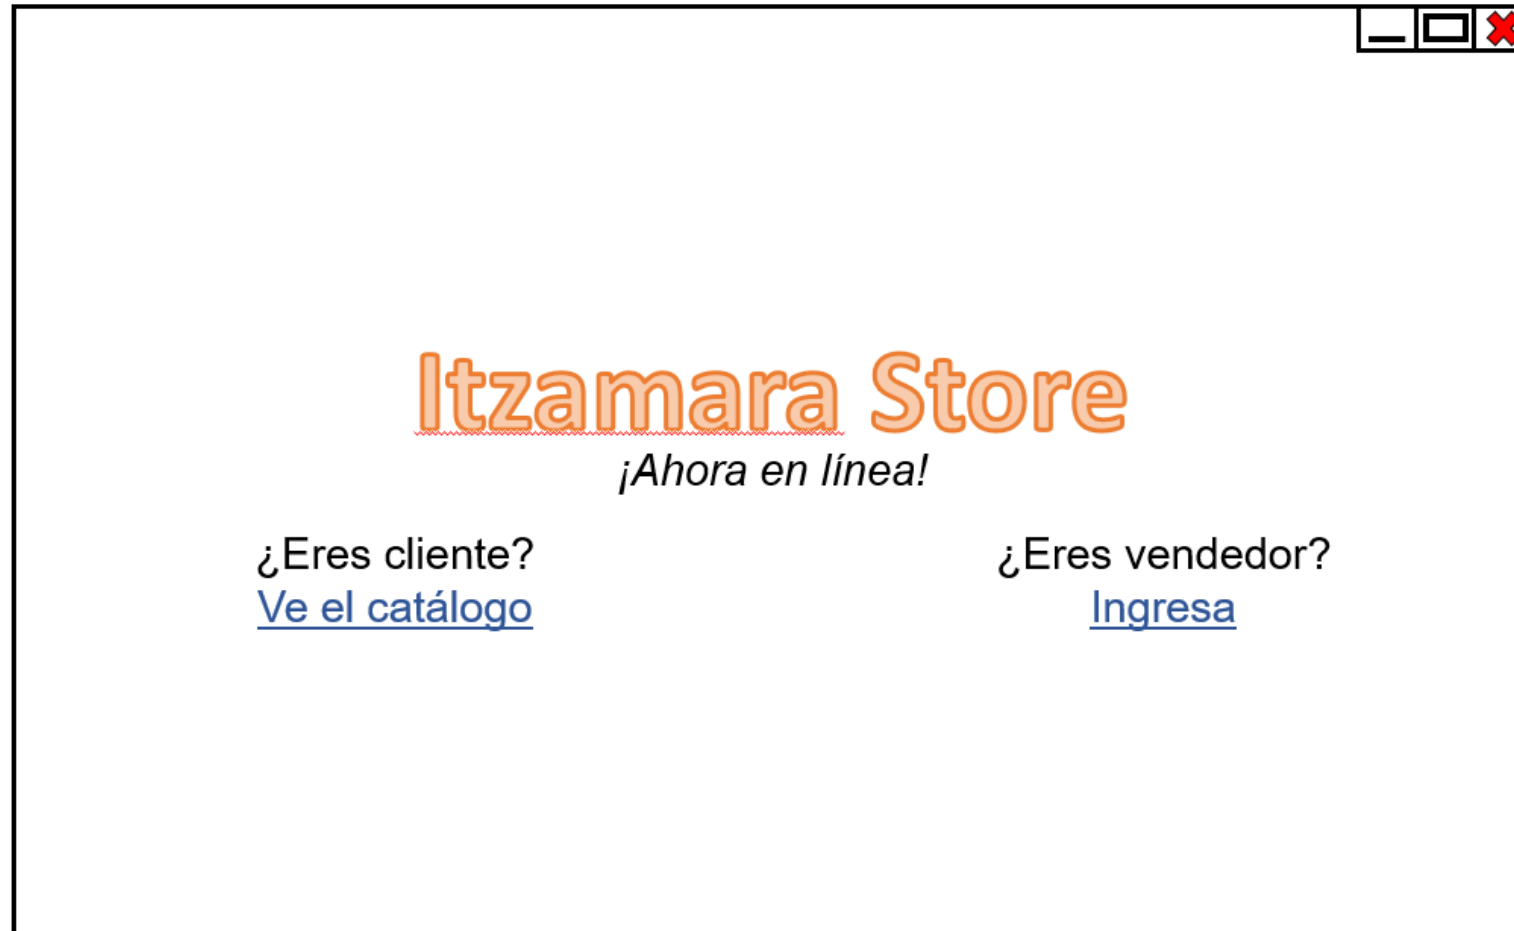 Itzamara Store
¡Ahora en línea!
¿Eres cliente?
Ve el catálogo
¿Eres vendedor?
Ingresa